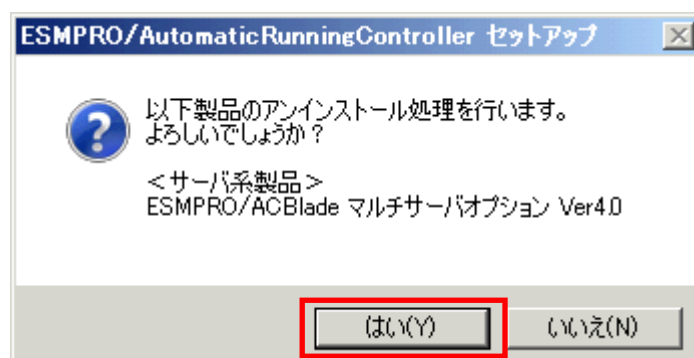 ESMPRO/AutomaticRunningController セットアップ
以下製品のアンインストール処理を行います。
よろしいでしょうか？
＜サーバ系製品＞
ESMPRO/ACBlade マルチサーバオプション Ver4.0
はい(Y)
いいえ(N)